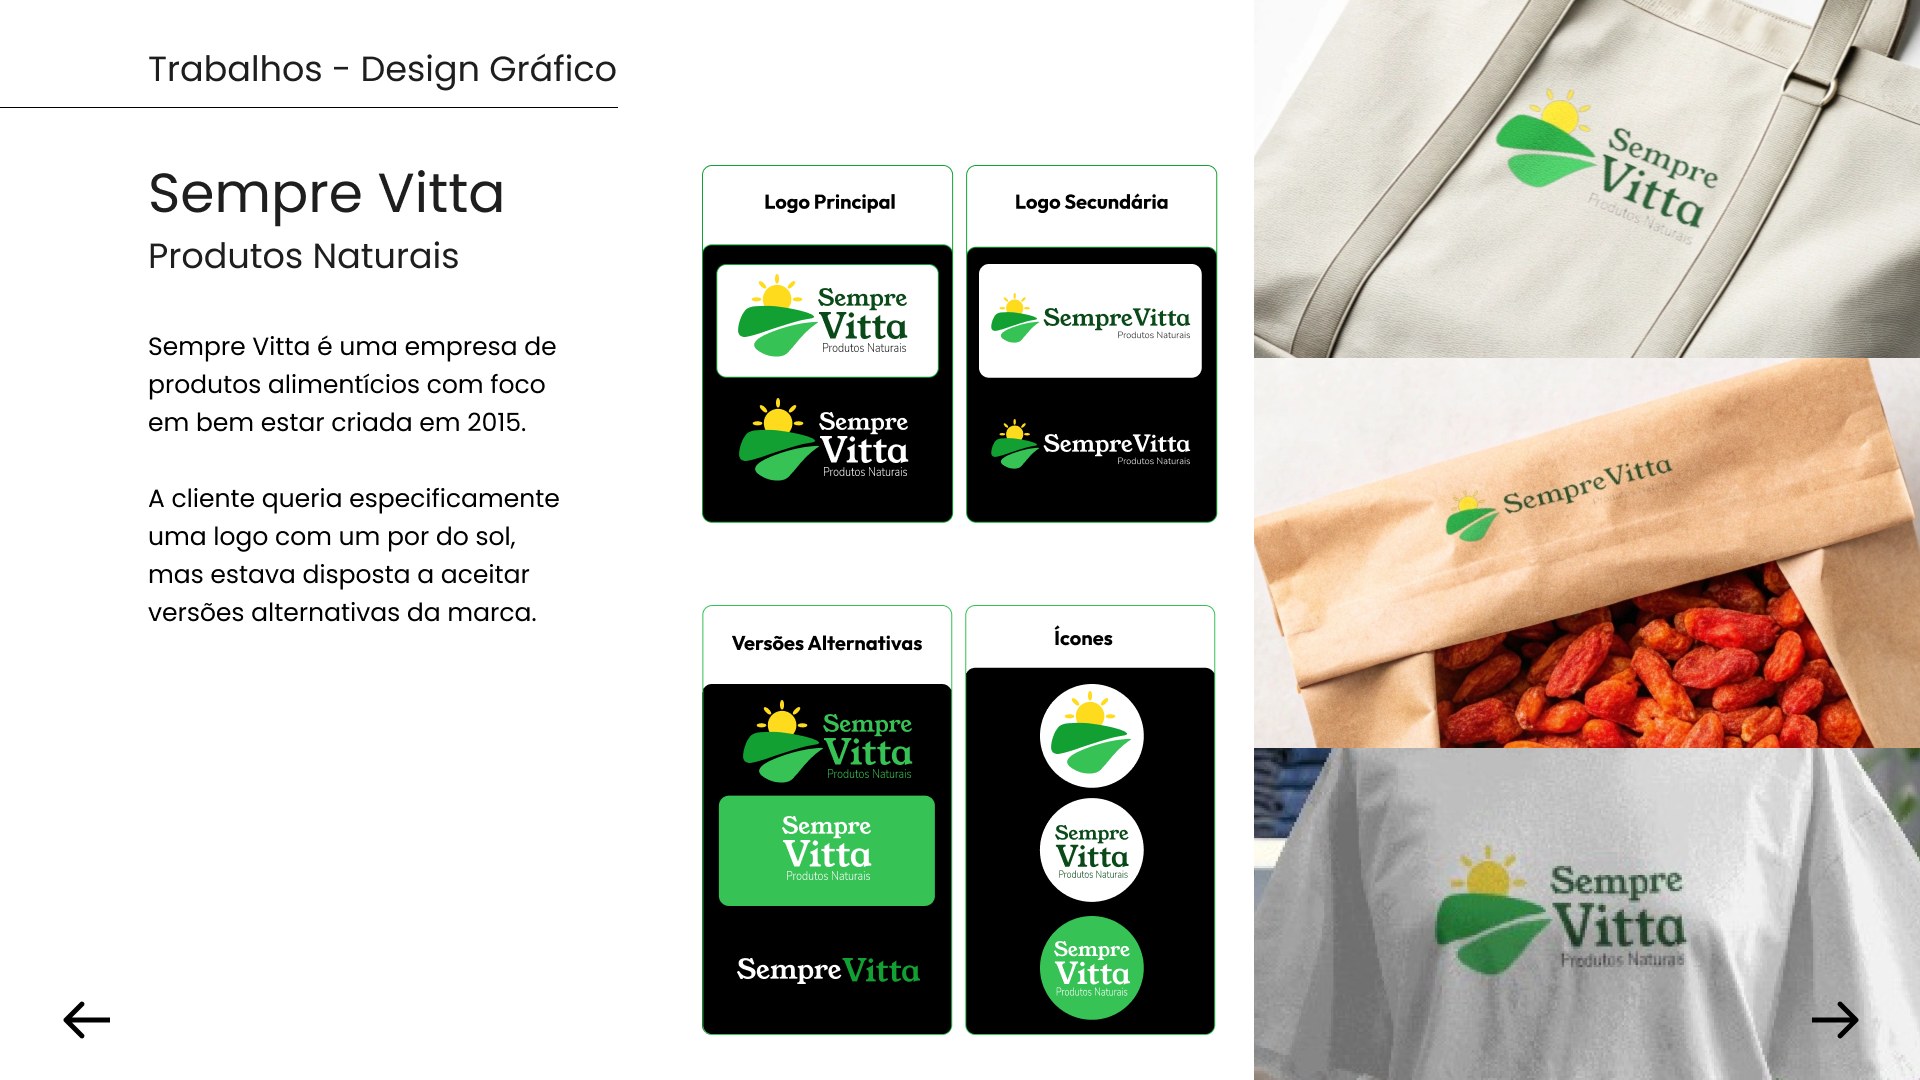 Trabalhos - Design Gráfico
Sempre Vitta
Produtos Naturais
Sempre Vitta é uma empresa de
produtos alimentícios com foco
em bem estar criada em 2015.
A cliente queria especificamente
uma logo com um por do sol,
mas estava disposta a aceitar
versões alternativas da marca.
Logo Principal
Sempre
Vitta
Produtos Naturais
Sempre
Vitta
Produtos Naturais
Logo Secundária
SempreVitta
Produtos Naturais
SempreVitta
Produtos Naturais
Versões Alternativas
Sempre
Vitta
Produtos Naturais
Sempre
Vitta
Produtos Naturais
SempreVitta
Ícones
Sempre
Vitta
Produtos Naturais
Sempre
Vitta
Produtos Naturais
Sempre
Vitta
Produtos Naturais
SempreVitta
Sempre
Vitta
Produtos Naturais